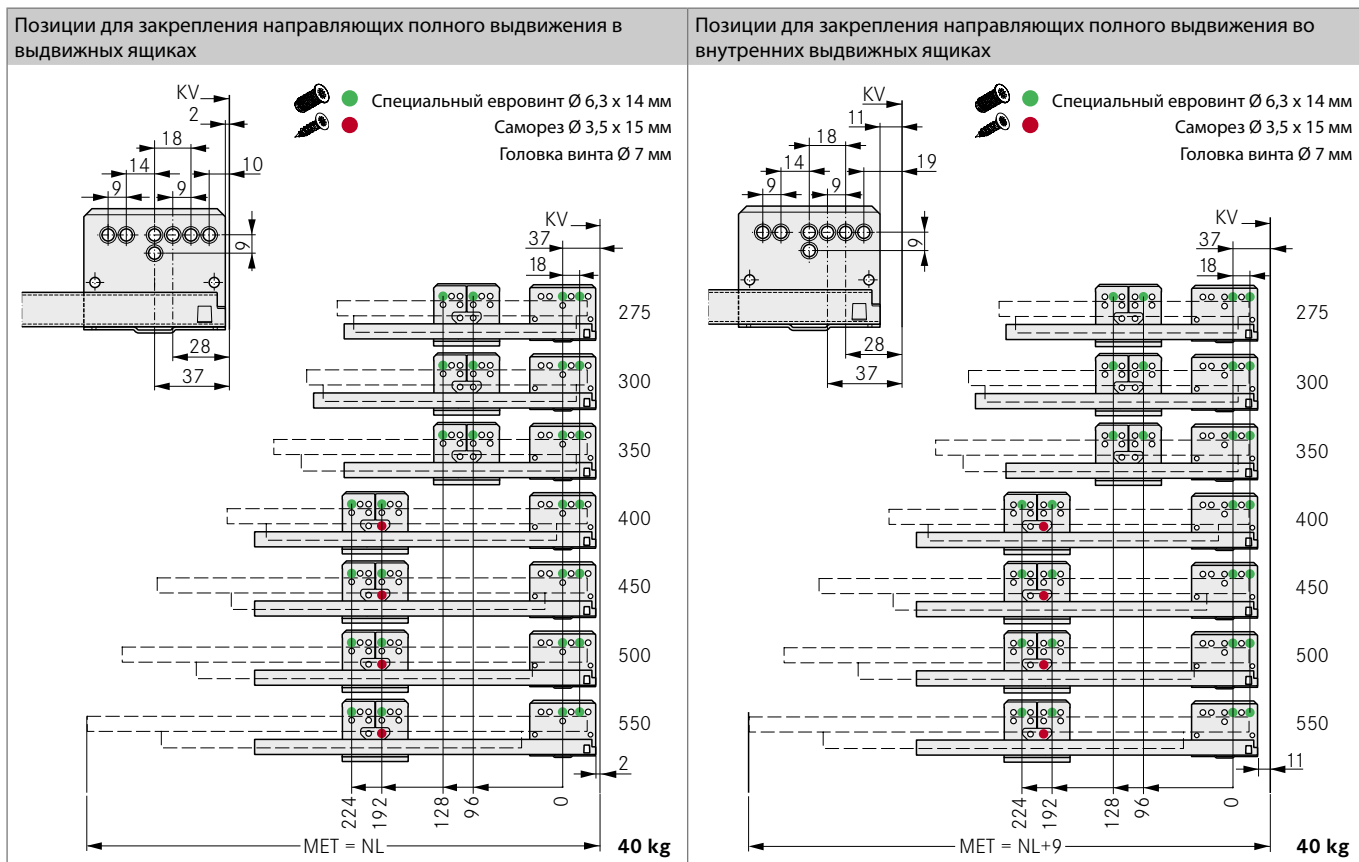 Позиции для закрепления направляющих полного выдвижения в
выдвижных ящиках
KV
2
18
10
14
9
9
9
28
37
Специальный евровинт Ø 6,3 x 14 мм
Саморез Ø 3,5 x 15 мм
Головка винта Ø 7 мм
KV
37
18
275
300
350
400
450
500
550
2
224
192
128
96
0
MET = NL
40 kg
Позиции для закрепления направляющих полного выдвижения во
внутренних выдвижных ящиках
KV
11
18
19
14
9
9
9
28
37
Специальный евровинт Ø 6,3 x 14 мм
Саморез Ø 3,5 x 15 мм
Головка винта Ø 7 мм
KV
37
18
275
300
350
400
450
500
550
11
224
192
128
96
0
MET = NL+9
40 kg